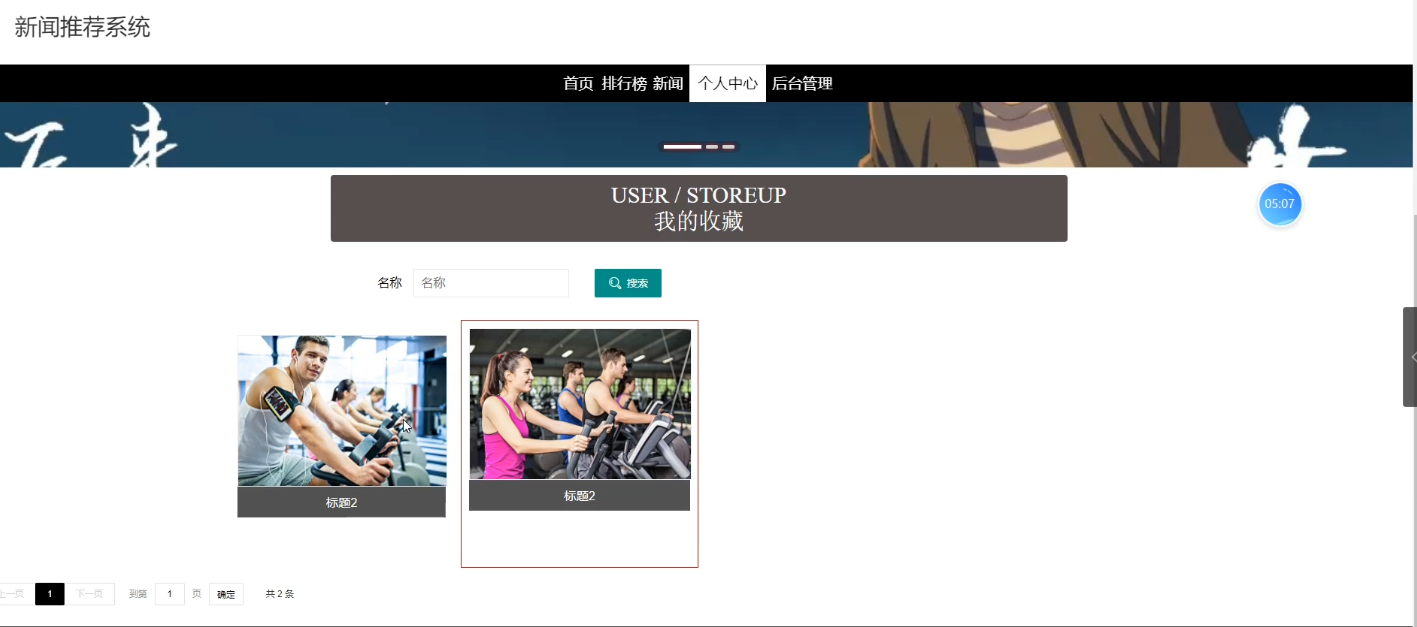 新闻推荐系统
首页 排行榜 新闻 个人中心 后台管理
USER / STOREUP
我的收藏
05:07
名称 名称 搜索
标题2 标题2
上一页 1 下一页 到第 1 页 确定 共 2 条